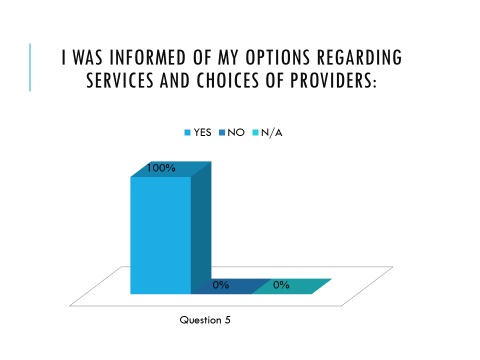 I WAS INFORMED OF MY OPTIONS REGARDING
SERVICES AND CHOICES OF PROVIDERS:
YES NO N/A
100%
0% 0%
Question 5